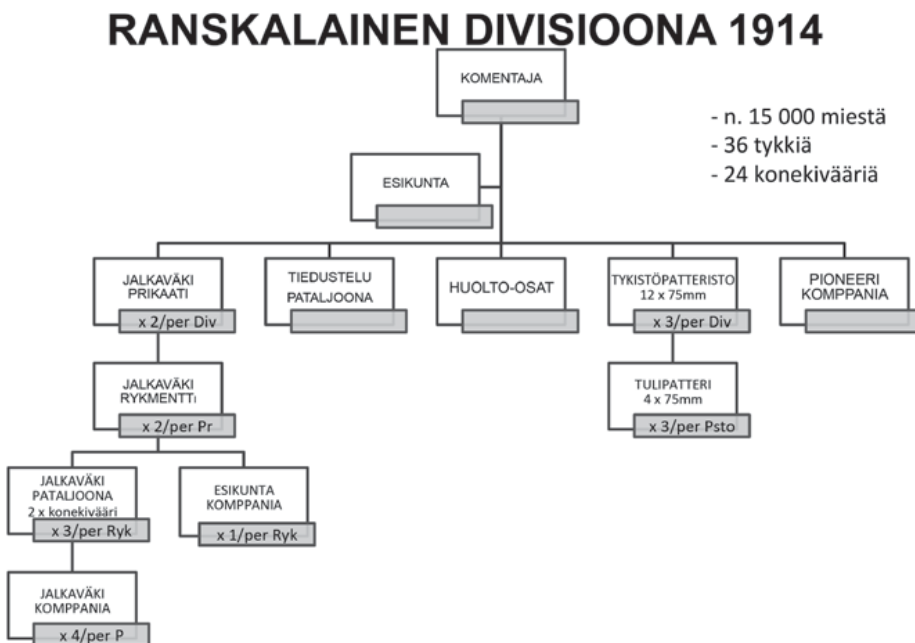 RANSKALAINEN DIVISIOONA 1914
KOMENTAJA
- n. 15 000 miestä
- 36 tykkiä
- 24 konekivääriä
ESIKUNTA
JALKAVÄKI
PRIKAATI
x 2/per Div
TIEDUSTELU
PATALJOONA
HUOLTO-OSAT
TYKISTÖPATTERISTO
12 x 75mm
x 3/per Div
PIONEERI
KOMPPANIA
JALKAVÄKI
RYKMENTTI
x 2/per Pr
TULIPATTERI
4 x 75mm
x 3/per Psto
JALKAVÄKI
PATALJOONA
2 x konekivääri
x 3/per Ryk
ESIKUNTA
KOMPPANIA
x 1/per Ryk
JALKAVÄKI
KOMPPANIA
x 4/per P